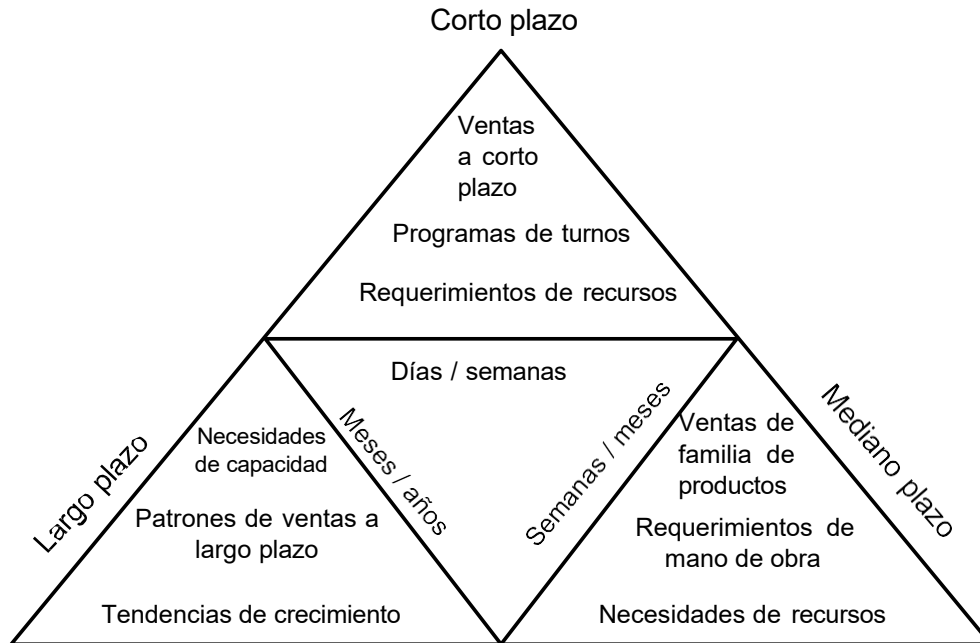 Corto plazo
Ventas
a corto
plazo
Programas de turnos
Requerimientos de recursos
Días / semanas
Largo plazo
Necesidades
de capacidad
Patrones de ventas a
largo plazo
Tendencias de crecimiento
Meses / años
Semanas / meses
Ventas de
familia de
productos
Requerimientos de
mano de obra
Necesidades de recursos
Mediano plazo